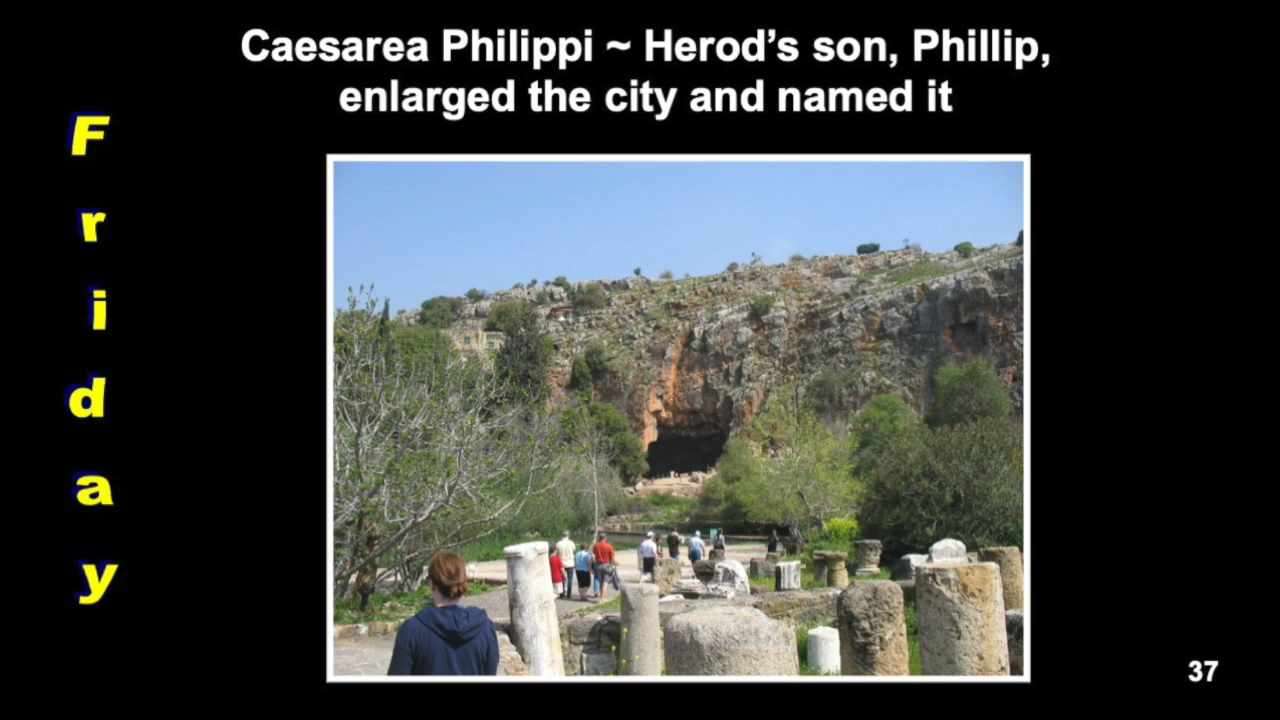 Caesarea Philippi ~ Herod’s son, Phillip,
enlarged the city and named it
F
r
i
d
a
y
37